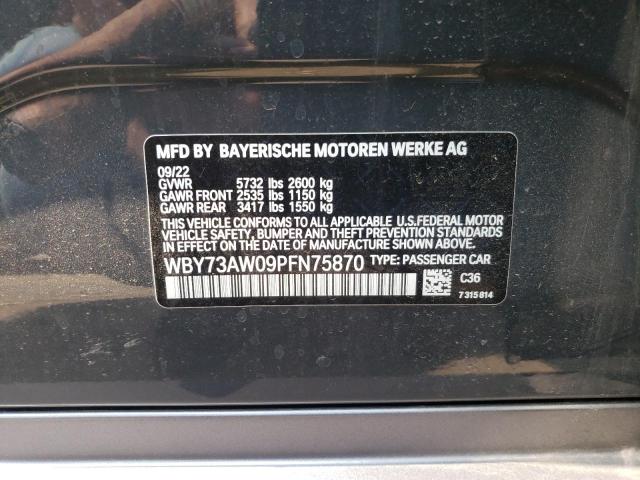 MFD BY BAYERISCHE MOTOREN WERKE AG
09/22
GVWR 5732 lbs 2600 kg
GAWR FRONT 2535 lbs 1150 kg
GAWR REAR 3417 lbs 1550 kg
THIS VEHICLE CONFORMS TO ALL APPLICABLE U.S.FEDERAL MOTOR
VEHICLE SAFETY, BUMPER AND THEFT PREVENTION STANDARDS
IN EFFECT ON THE DATE OF MANUFACTURE SHOWN ABOVE.
WBY73AW09PFN75870 TYPE: PASSENGER CAR
C36
7315814